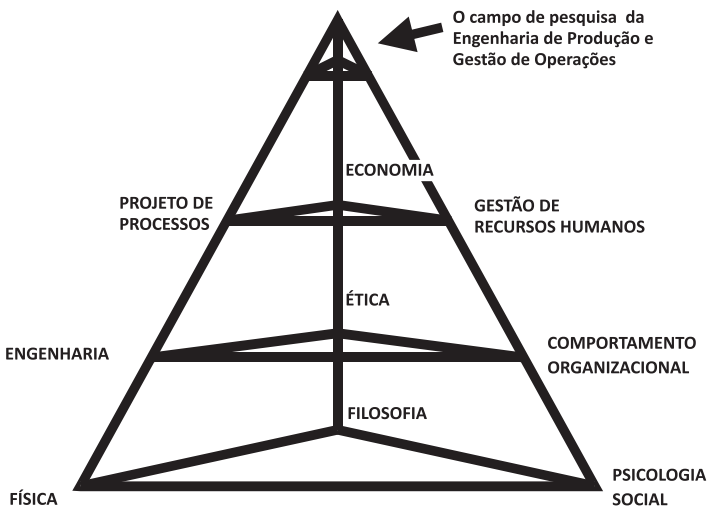 O campo de pesquisa da
Engenharia de Produção e
Gestão de Operações
ECONOMIA
PROJETO DE
PROCESSOS
GESTÃO DE
RECURSOS HUMANOS
ÉTICA
ENGENHARIA
COMPORTAMENTO
ORGANIZACIONAL
FILOSOFIA
FÍSICA
PSICOLOGIA
SOCIAL